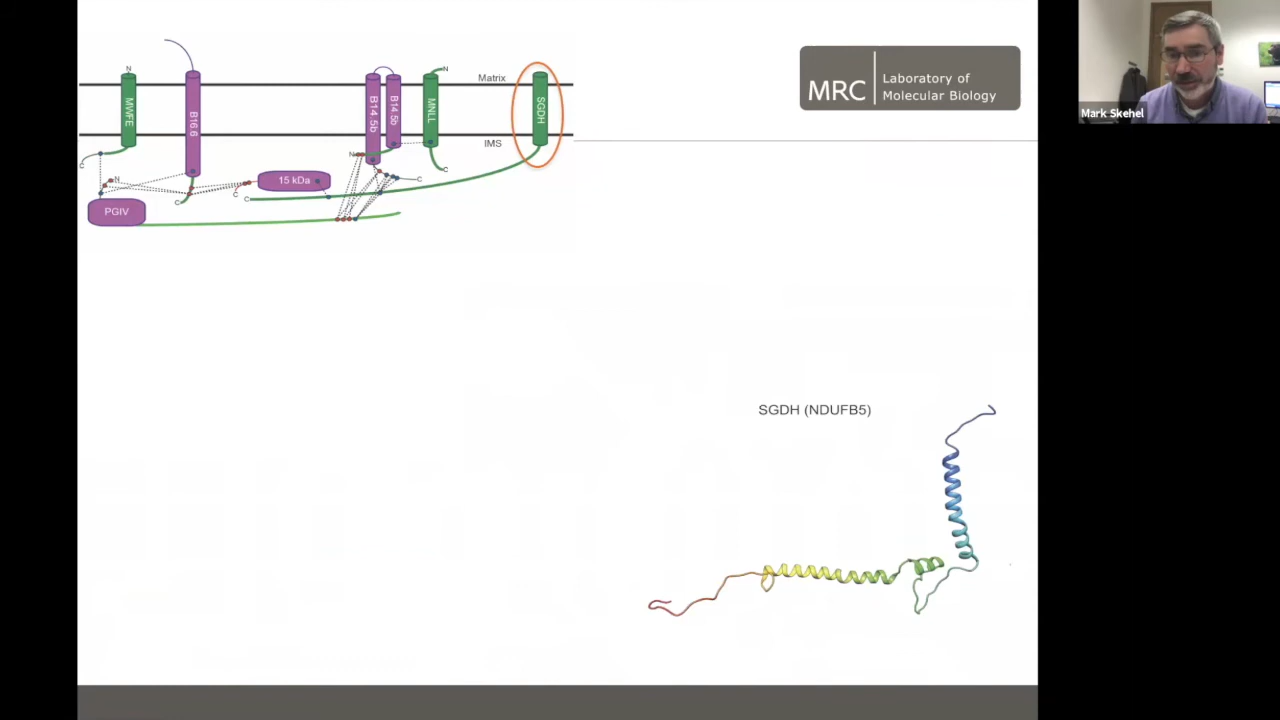 N
N
Matrix
MWFE
B16.6
B14.5b
B14.5b
MNLL
SGDH
IMS
N
C
C
N
15 kDa
C
C
C
C
PGIV
MRC
Laboratory of
Molecular Biology
Mark Skehel
SGDH (NDUFB5)